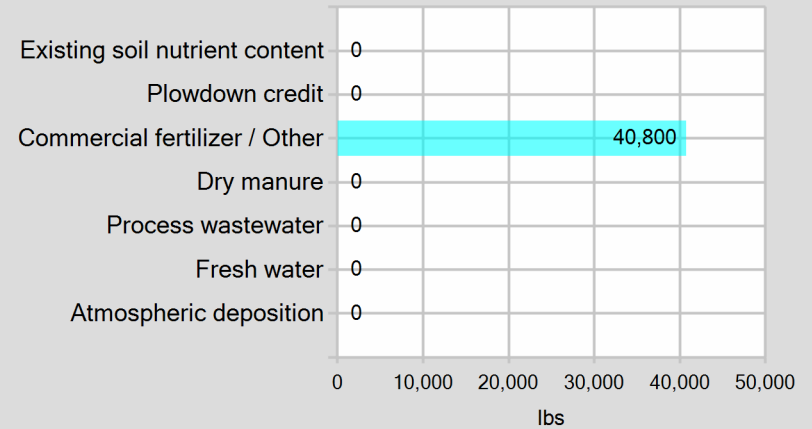 Existing soil nutrient content 0
Plowdown credit 0
Commercial fertilizer / Other 40,800
Dry manure 0
Process wastewater 0
Fresh water 0
Atmospheric deposition 0
0 10,000 20,000 30,000 40,000 50,000
lbs